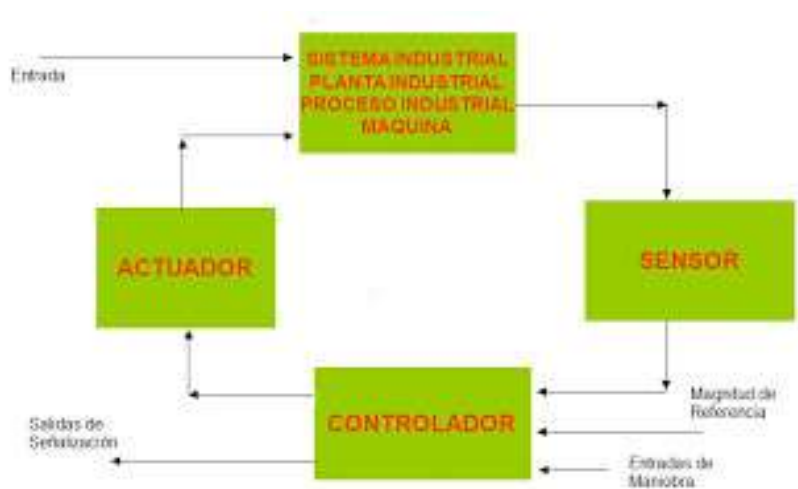 Entrada
SISTEMA INDUSTRIAL
PLANTA INDUSTRIAL
PROCESO INDUSTRIAL
MAQUINA
ACTUADOR
SENSOR
CONTROLADOR
Magnitud de
Referencia
Salidas de
Señalización
Entradas de
Maniobra